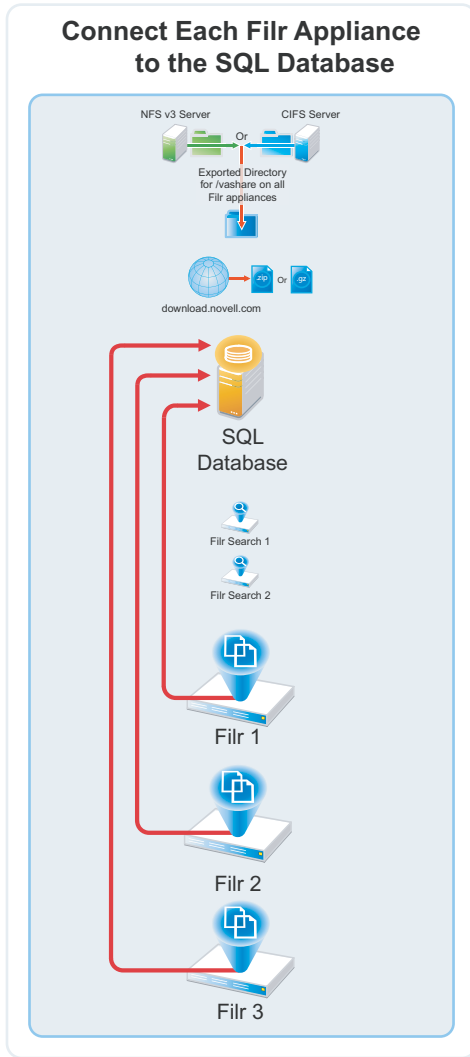 Connect Each Filr Appliance
to the SQL Database
NFS v3 Server
CIFS Server
Or
Exported Directory
for /vashare on all
Filr appliances
.zip
Or
.gz
download.novell.com
SQL
Database
Filr Search 1
Filr Search 2
Filr 1
Filr 2
Filr 3